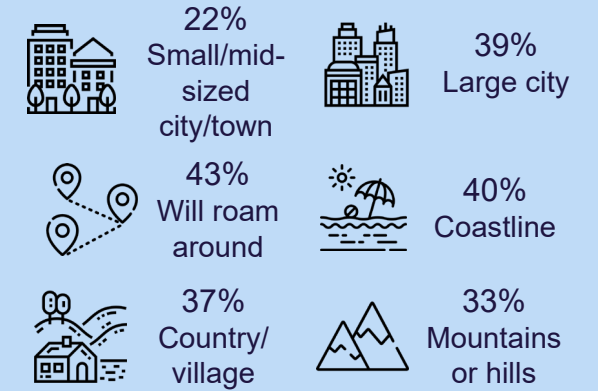 22%
Small/mid-
sized
city/town
39%
Large city
43%
Will roam
around
40%
Coastline
37%
Country/
village
33%
Mountains
or hills